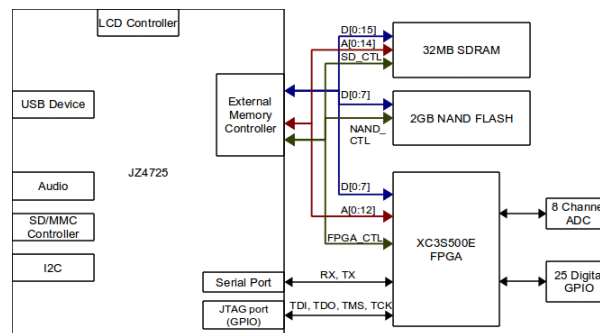 LCD Controller
D[0:15]
A[0:14]
SD_CTL
32MB SDRAM
USB Device
External
Memory
Controller
D[0:7]
2GB NAND FLASH
NAND_
CTL
JZ4725
Audio
D[0:7]
SD/MMC
Controller
A[0:12]
XC3S500E
FPGA
8 Channel
ADC
FPGA_CTL
I2C
Serial Port
RX, TX
25 Digital
GPIO
JTAG port
(GPIO)
TDI, TDO, TMS, TCK